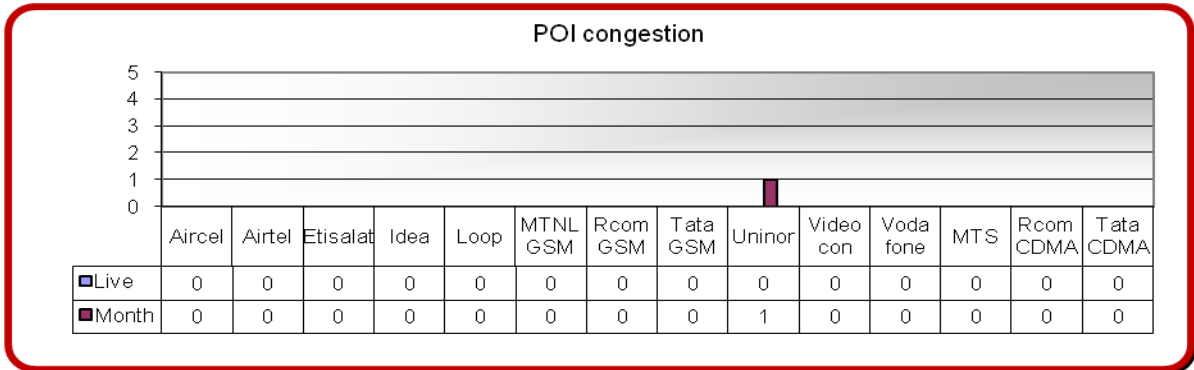 POI congestion
5
4
3
2
1
0
Aircel Airtel Etisalat Idea Loop MTNL GSM Rcom GSM Tata GSM Uninor Video con Voda fone MTS Rcom CDMA Tata CDMA
Live 0 0 0 0 0 0 0 0 0 0 0 0 0 0
Month 0 0 0 0 0 0 0 0 1 0 0 0 0 0